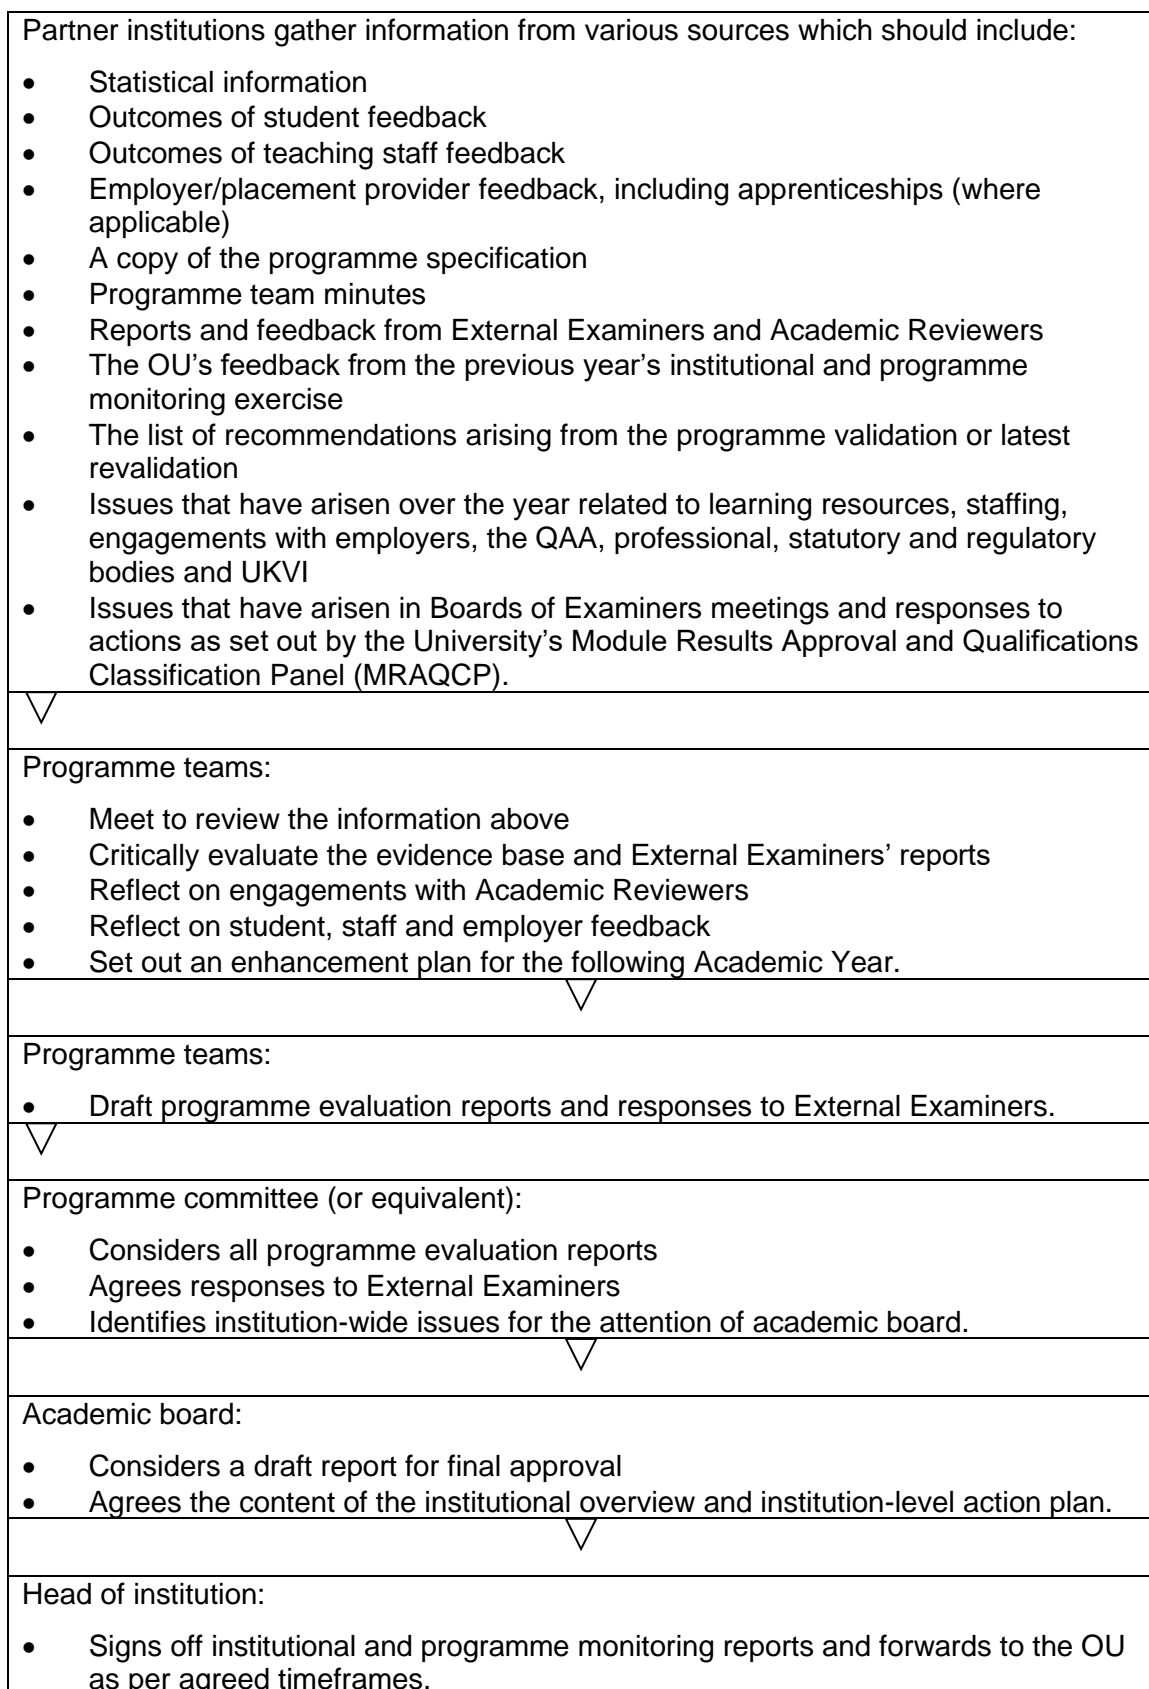 Partner institutions gather information from various sources which should include:
• Statistical information
• Outcomes of student feedback
• Outcomes of teaching staff feedback
• Employer/placement provider feedback, including apprenticeships (where
applicable)
• A copy of the programme specification
• Programme team minutes
• Reports and feedback from External Examiners and Academic Reviewers
• The OU’s feedback from the previous year’s institutional and programme
monitoring exercise
• The list of recommendations arising from the programme validation or latest
revalidation
• Issues that have arisen over the year related to learning resources, staffing,
engagements with employers, the QAA, professional, statutory and regulatory
bodies and UKVI
• Issues that have arisen in Boards of Examiners meetings and responses to
actions as set out by the University’s Module Results Approval and Qualifications
Classification Panel (MRAQCP).
Programme teams:
• Meet to review the information above
• Critically evaluate the evidence base and External Examiners’ reports
• Reflect on engagements with Academic Reviewers
• Reflect on student, staff and employer feedback
• Set out an enhancement plan for the following Academic Year.
Programme teams:
• Draft programme evaluation reports and responses to External Examiners.
Programme committee (or equivalent):
• Considers all programme evaluation reports
• Agrees responses to External Examiners
• Identifies institution-wide issues for the attention of academic board.
Academic board:
• Considers a draft report for final approval
• Agrees the content of the institutional overview and institution-level action plan.
Head of institution:
• Signs off institutional and programme monitoring reports and forwards to the OU
as per agreed timeframes.